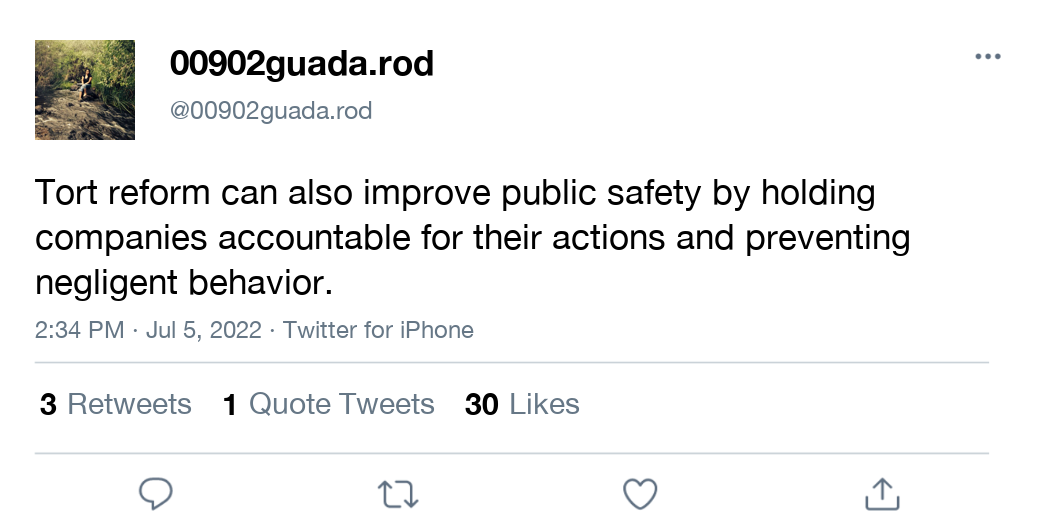 00902guada.rod
@00902guada.rod
Tort reform can also improve public safety by holding
companies accountable for their actions and preventing
negligent behavior.
2:34 PM · Jul 5, 2022 · Twitter for iPhone
3 Retweets 1 Quote Tweets 30 Likes